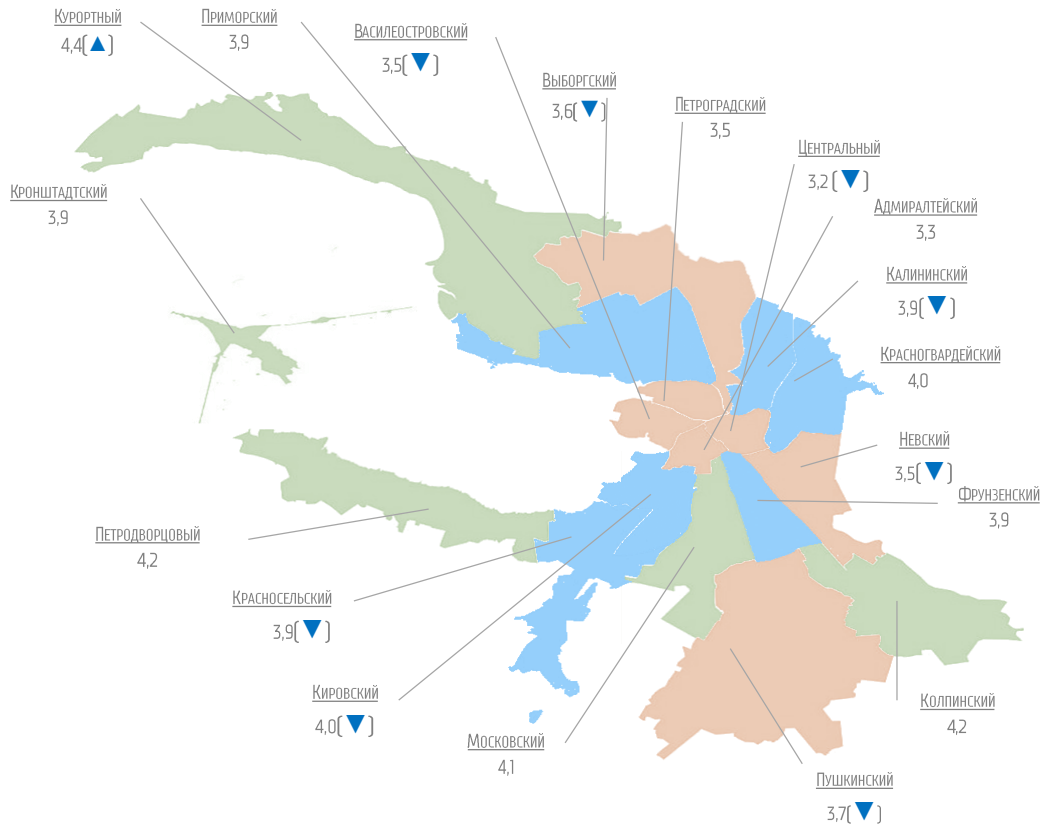 Курортный
4,4(▲)
Приморский
3,9
Василеостровский
3,5(▼)
Выборгский
3,6(▼)
Петроградский
3,5
Центральный
3,2 (▼)
Адмиралтейский
3,3
Кронштадтский
3,9
Калининский
3,9(▼)
Красногвардейский
4,0
Невский
3,5(▼)
Фрунзенский
3,9
Петродворцовый
4,2
Красносельский
3,9(▼)
Кировский
4,0(▼)
Московский
4,1
Колпинский
4,2
Пушкинский
3,7(▼)